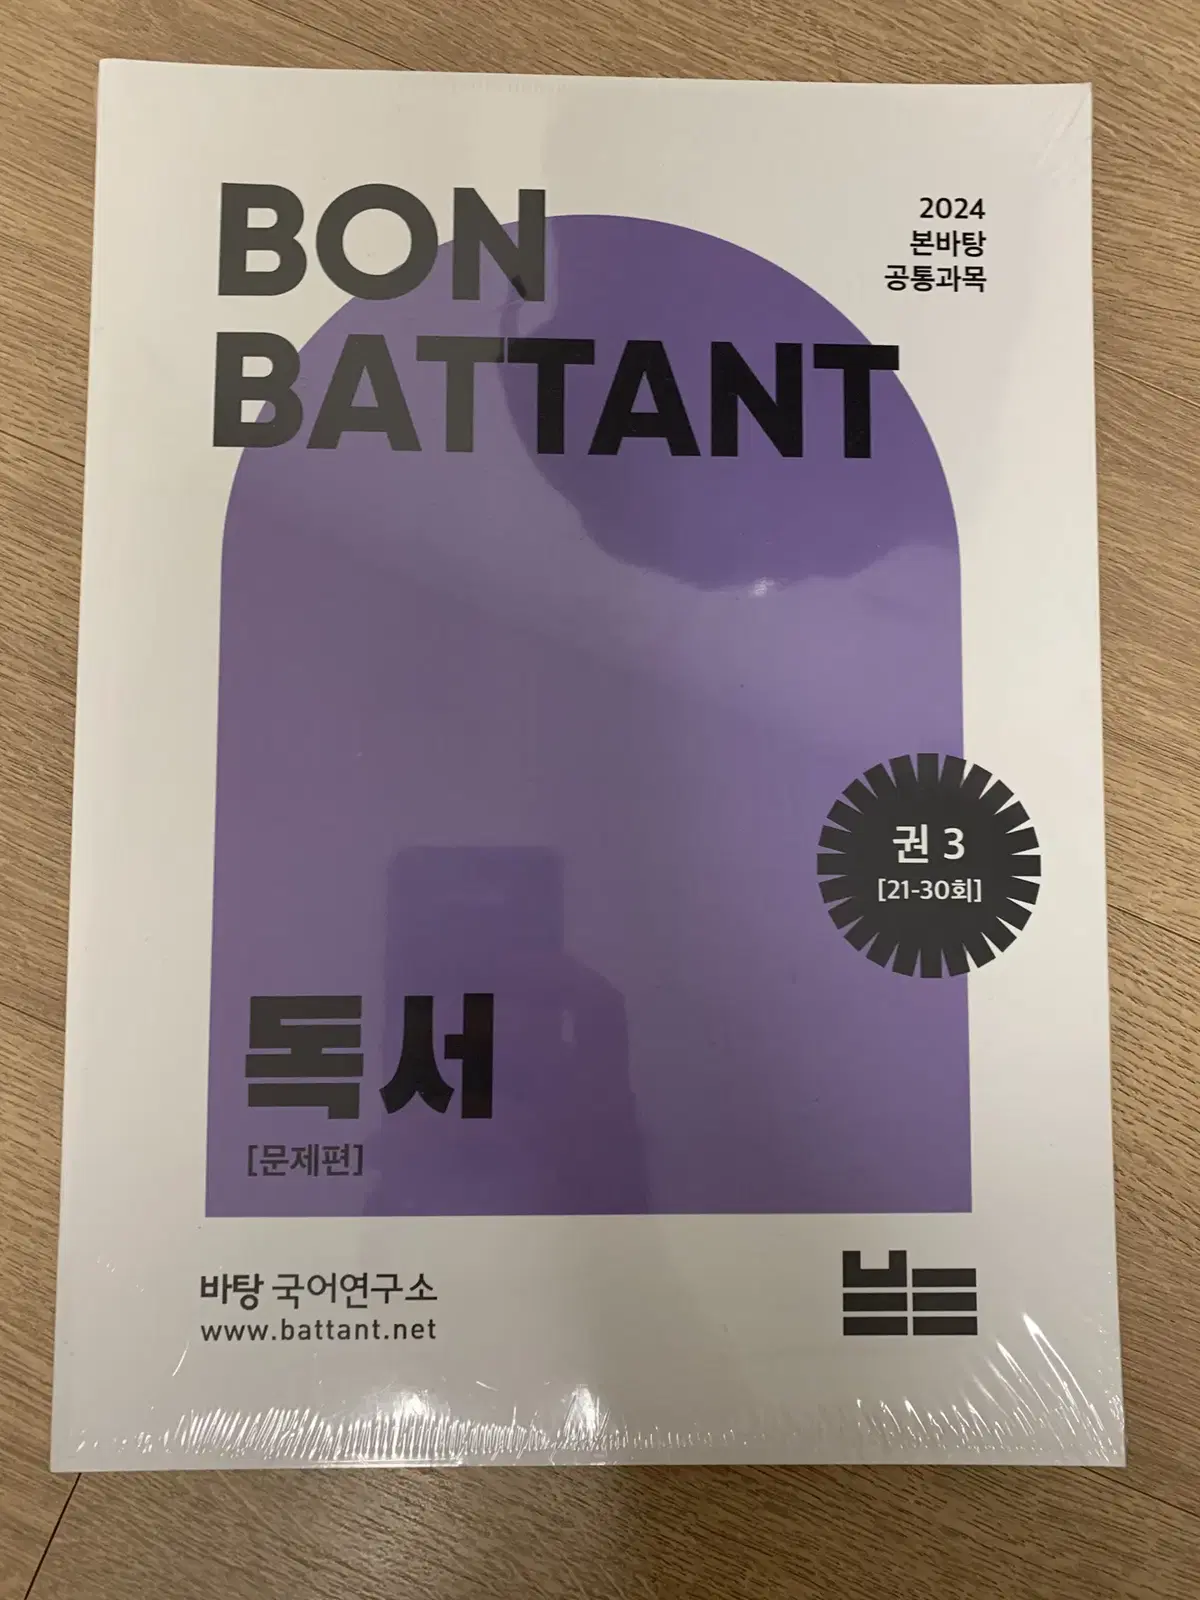 BON
BATTANT
2024
본바탕
공통과목
권 3
[21-30회]
독서
[문제편]
바탕 국어연구소
www.battant.net